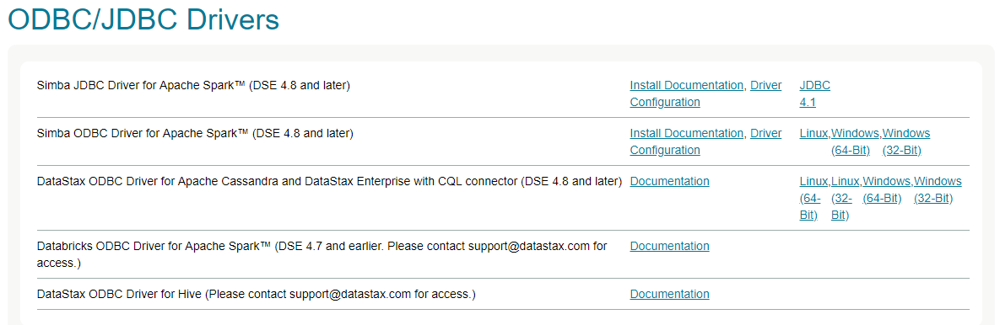 ODBC/JDBC Drivers
Simba JDBC Driver for Apache Spark™ (DSE 4.8 and later)
Install Documentation, Driver
Configuration
JDBC
4.1
Simba ODBC Driver for Apache Spark™ (DSE 4.8 and later)
Install Documentation, Driver
Configuration
Linux,Windows,Windows
(64-Bit) (32-Bit)
DataStax ODBC Driver for Apache Cassandra and DataStax Enterprise with CQL connector (DSE 4.8 and later)
Documentation
Linux,Linux,Windows,Windows
(64- (32- (64-Bit) (32-Bit)
Bit) Bit)
Databricks ODBC Driver for Apache Spark™ (DSE 4.7 and earlier. Please contact support@datastax.com for
access.)
Documentation
DataStax ODBC Driver for Hive (Please contact support@datastax.com for access.)
Documentation